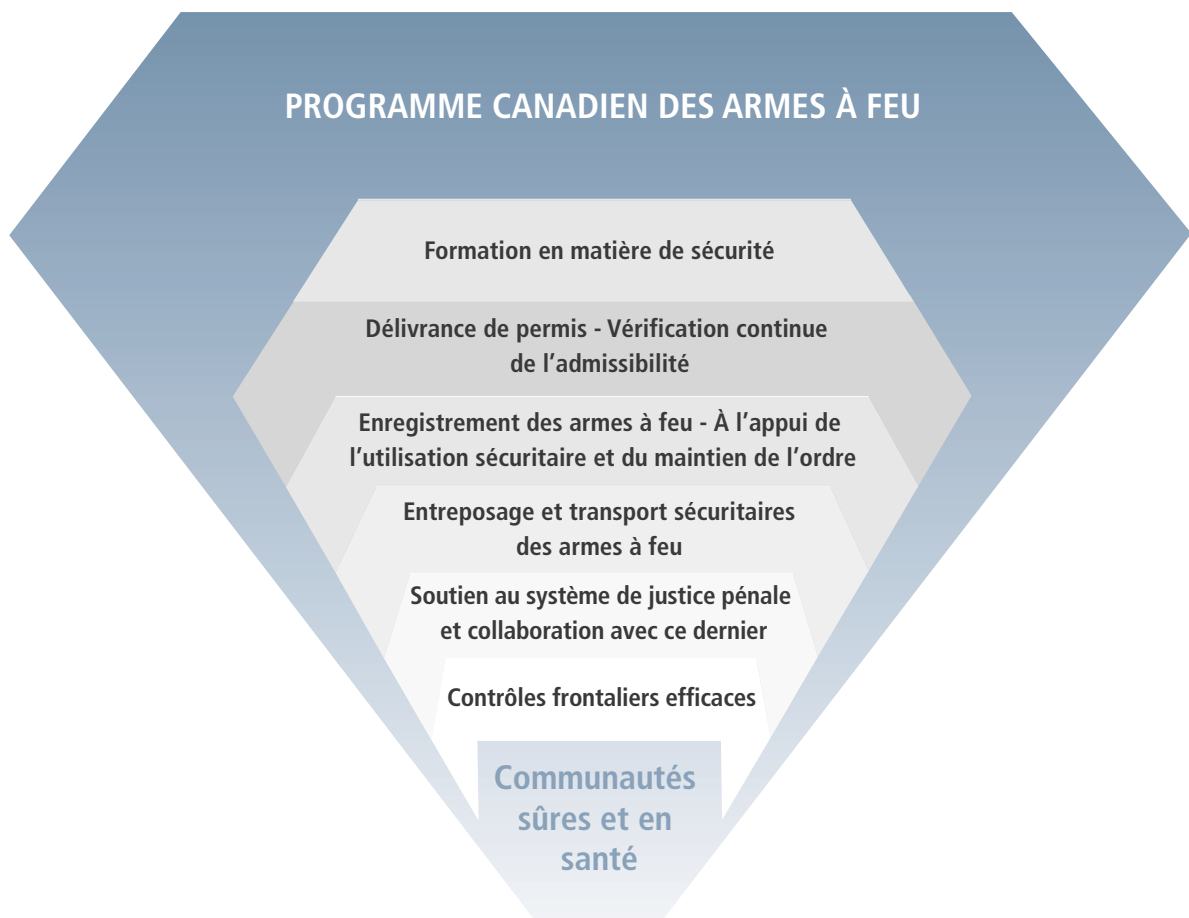 PROGRAMME CANADIEN DES ARMES À FEU
Formation en matière de sécurité
Délivrance de permis - Vérification continue
de l’admissibilité
Enregistrement des armes à feu - À l’appui de
l’utilisation sécuritaire et du maintien de l’ordre
Entreposage et transport sécuritaires
des armes à feu
Soutien au système de justice pénale
et collaboration avec ce dernier
Contrôles frontaliers efficaces
Communautés
sûres et en
santé